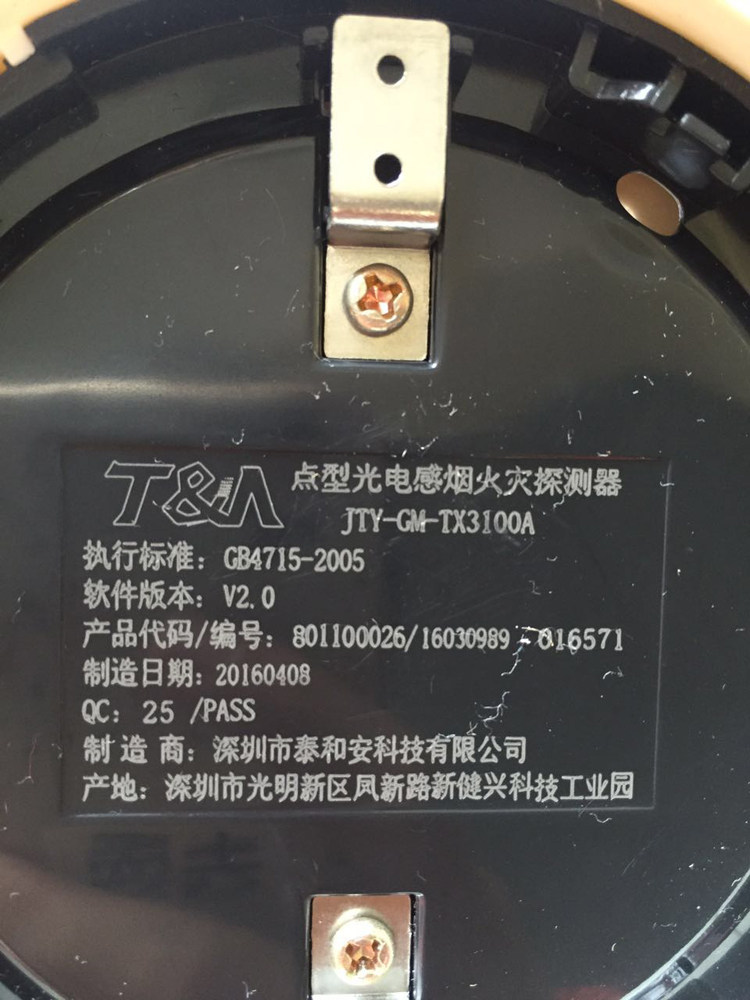 T&A 点型光电感烟火灾探测器
JTY-GM-TX3100A
执行标准：GB4715-2005
软件版本：V2.0
产品代码/编号：801100026/16030989 - 016571
制造日期：20160408
QC：25 /PASS
制 造 商：深圳市泰和安科技有限公司
产地：深圳市光明新区凤新路新健兴科技工业园